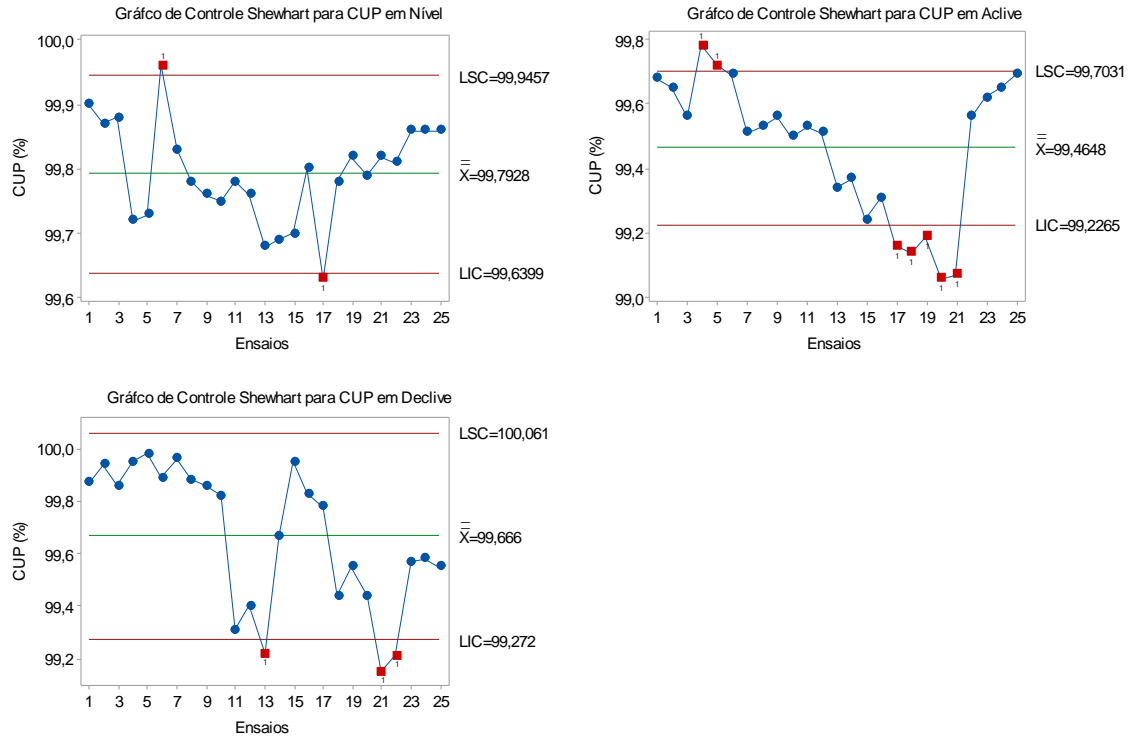 Gráfco de Controle Shewhart para CUP em Nível
CUP (%)
100,0
99,9
99,8
99,7
99,6
1
1
LSC=99,9457
X=99,7928
LIC=99,6399
1 3 5 7 9 11 13 15 17 19 21 23 25
Ensaios
Gráfco de Controle Shewhart para CUP em Aclive
CUP (%)
99,8
99,6
99,4
99,2
99,0
1
1
1
1
1
1
1
LSC=99,7031
X=99,4648
LIC=99,2265
1 3 5 7 9 11 13 15 17 19 21 23 25
Ensaios
Gráfco de Controle Shewhart para CUP em Declive
CUP (%)
100,0
99,8
99,6
99,4
99,2
1
1
1
LSC=100,061
X=99,666
LIC=99,272
1 3 5 7 9 11 13 15 17 19 21 23 25
Ensaios